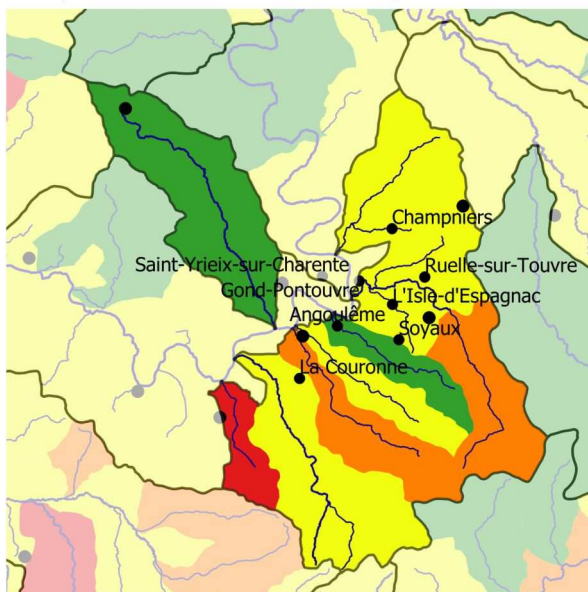 Champniers
Saint-Yrieix-sur-Charente
Ruelle-sur-Touvre
Gond-Pontouvre
L'Isle-d'Espagnac
Angoulême
Soyaux
La Couronne